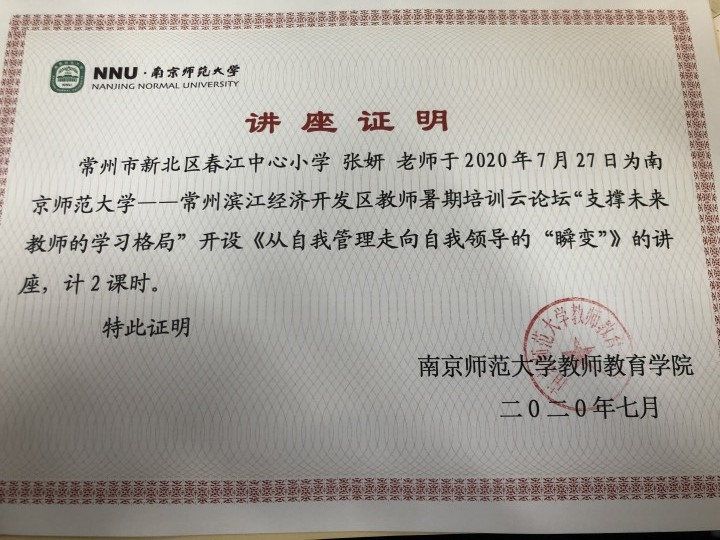 NNU·南京师范大学
NANJING NORMAL UNIVERSITY
讲座证明
常州市新北区春江中心小学 张妍 老师于2020年7月27日为南
京师范大学——常州滨江经济开发区教师暑期培训云论坛“支撑未来
教师的学习格局”开设《从自我管理走向自我领导的“瞬变”》的讲
座，计2课时。
特此证明
南京师范大学教师教育学院
二〇二〇年七月